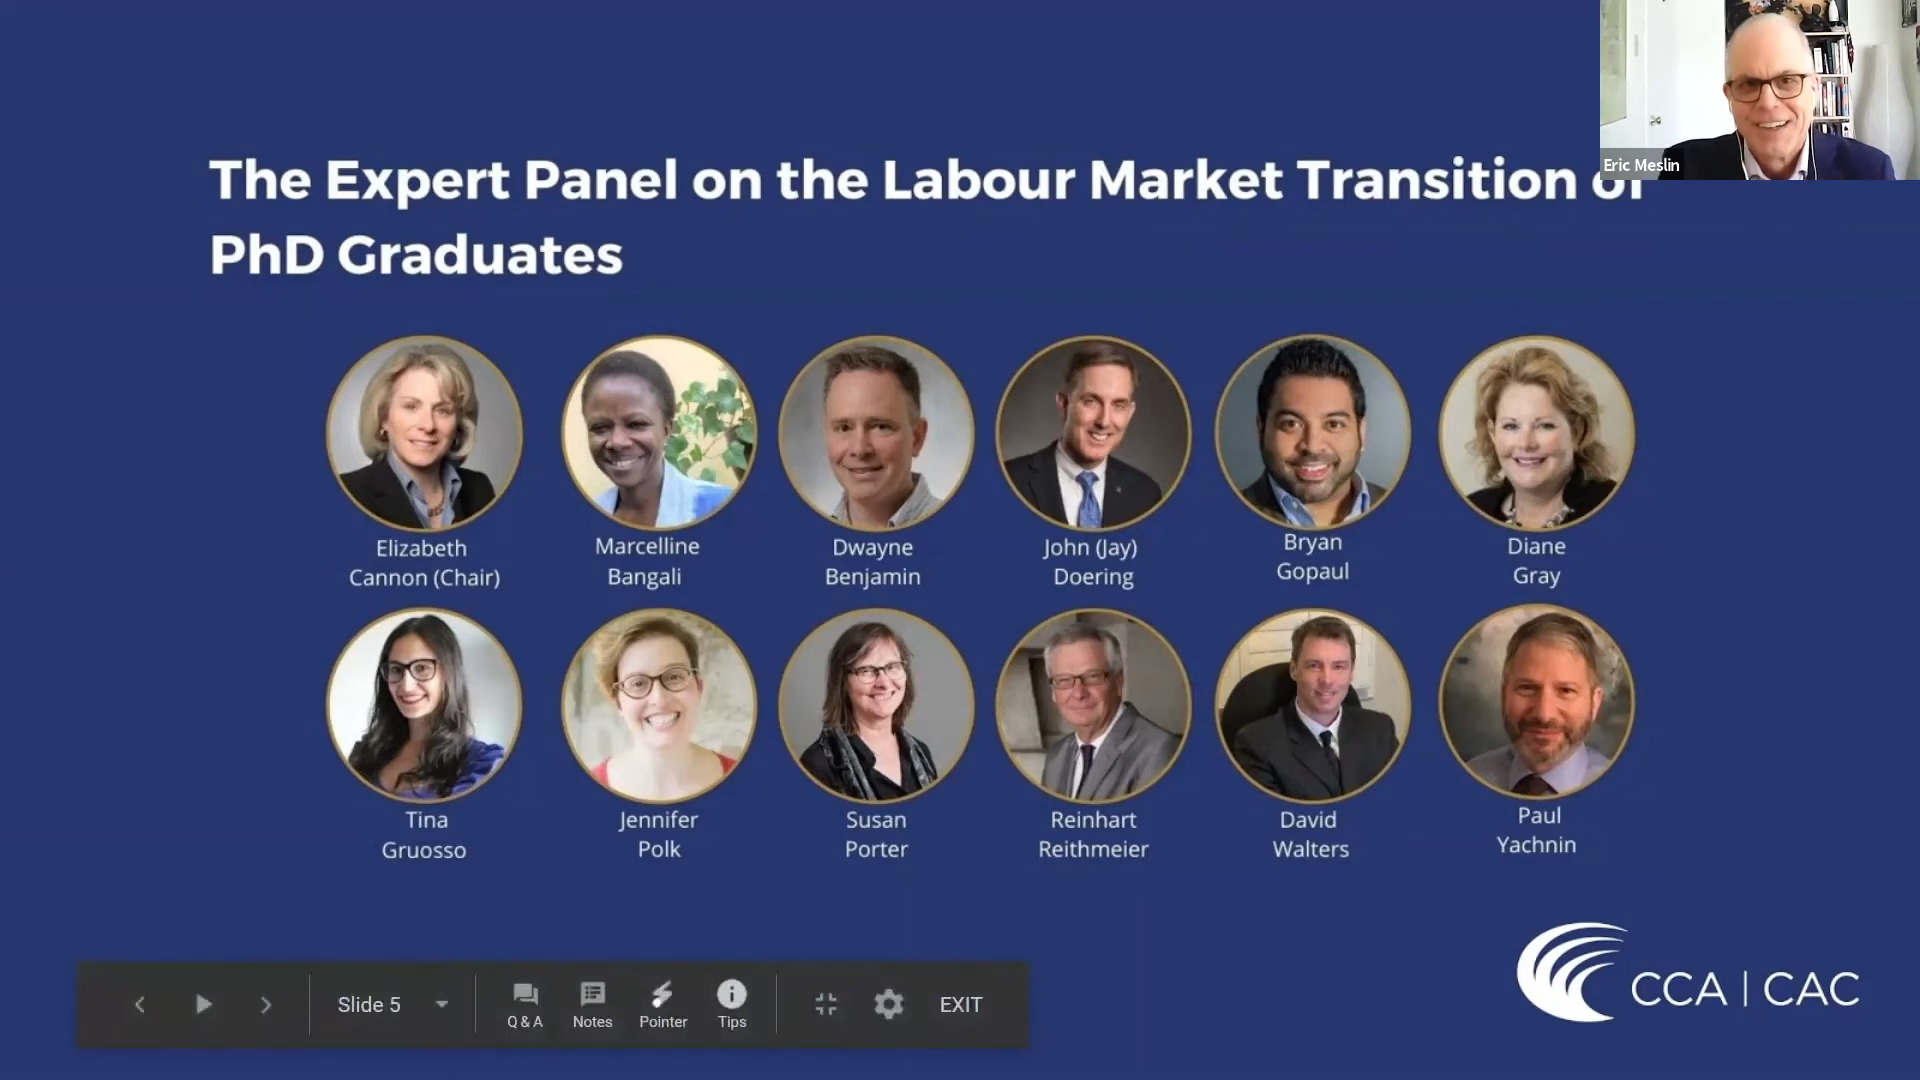 Eric Meslin
The Expert Panel on the Labour Market Transition of
PhD Graduates
Elizabeth
Cannon (Chair)
Marcelline
Bangali
Dwayne
Benjamin
John (Jay)
Doering
Bryan
Gopaul
Diane
Gray
Tina
Gruosso
Jennifer
Polk
Susan
Porter
Reinhart
Reithmeier
David
Walters
Paul
Yachnin
CCA | CAC
Slide 5
Q & A
Notes
Pointer
Tips
EXIT